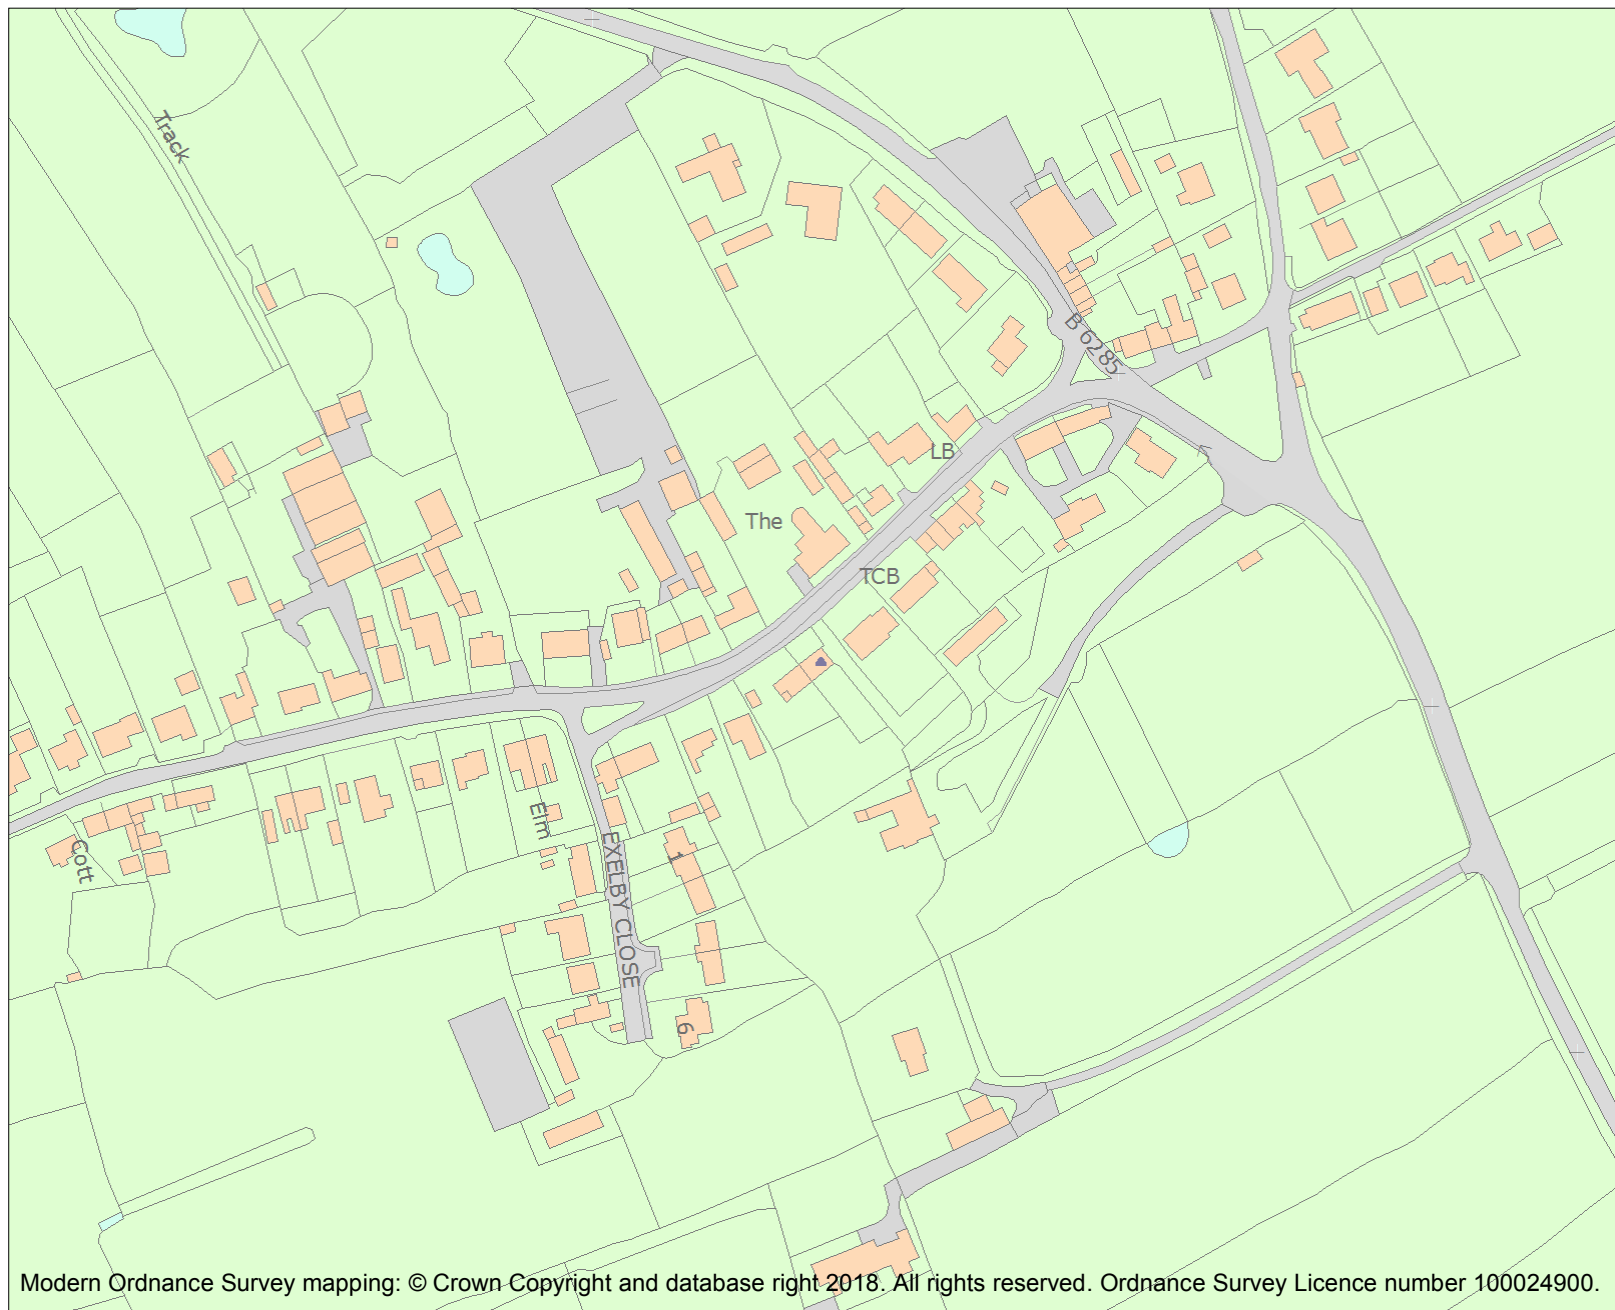 Track
B 6285
LB
The
TCB
Elm
EXELBY CLOSE
1
Cott
6
Modern Ordnance Survey mapping: © Crown Copyright and database right 2018. All rights reserved. Ordnance Survey Licence number 100024900.